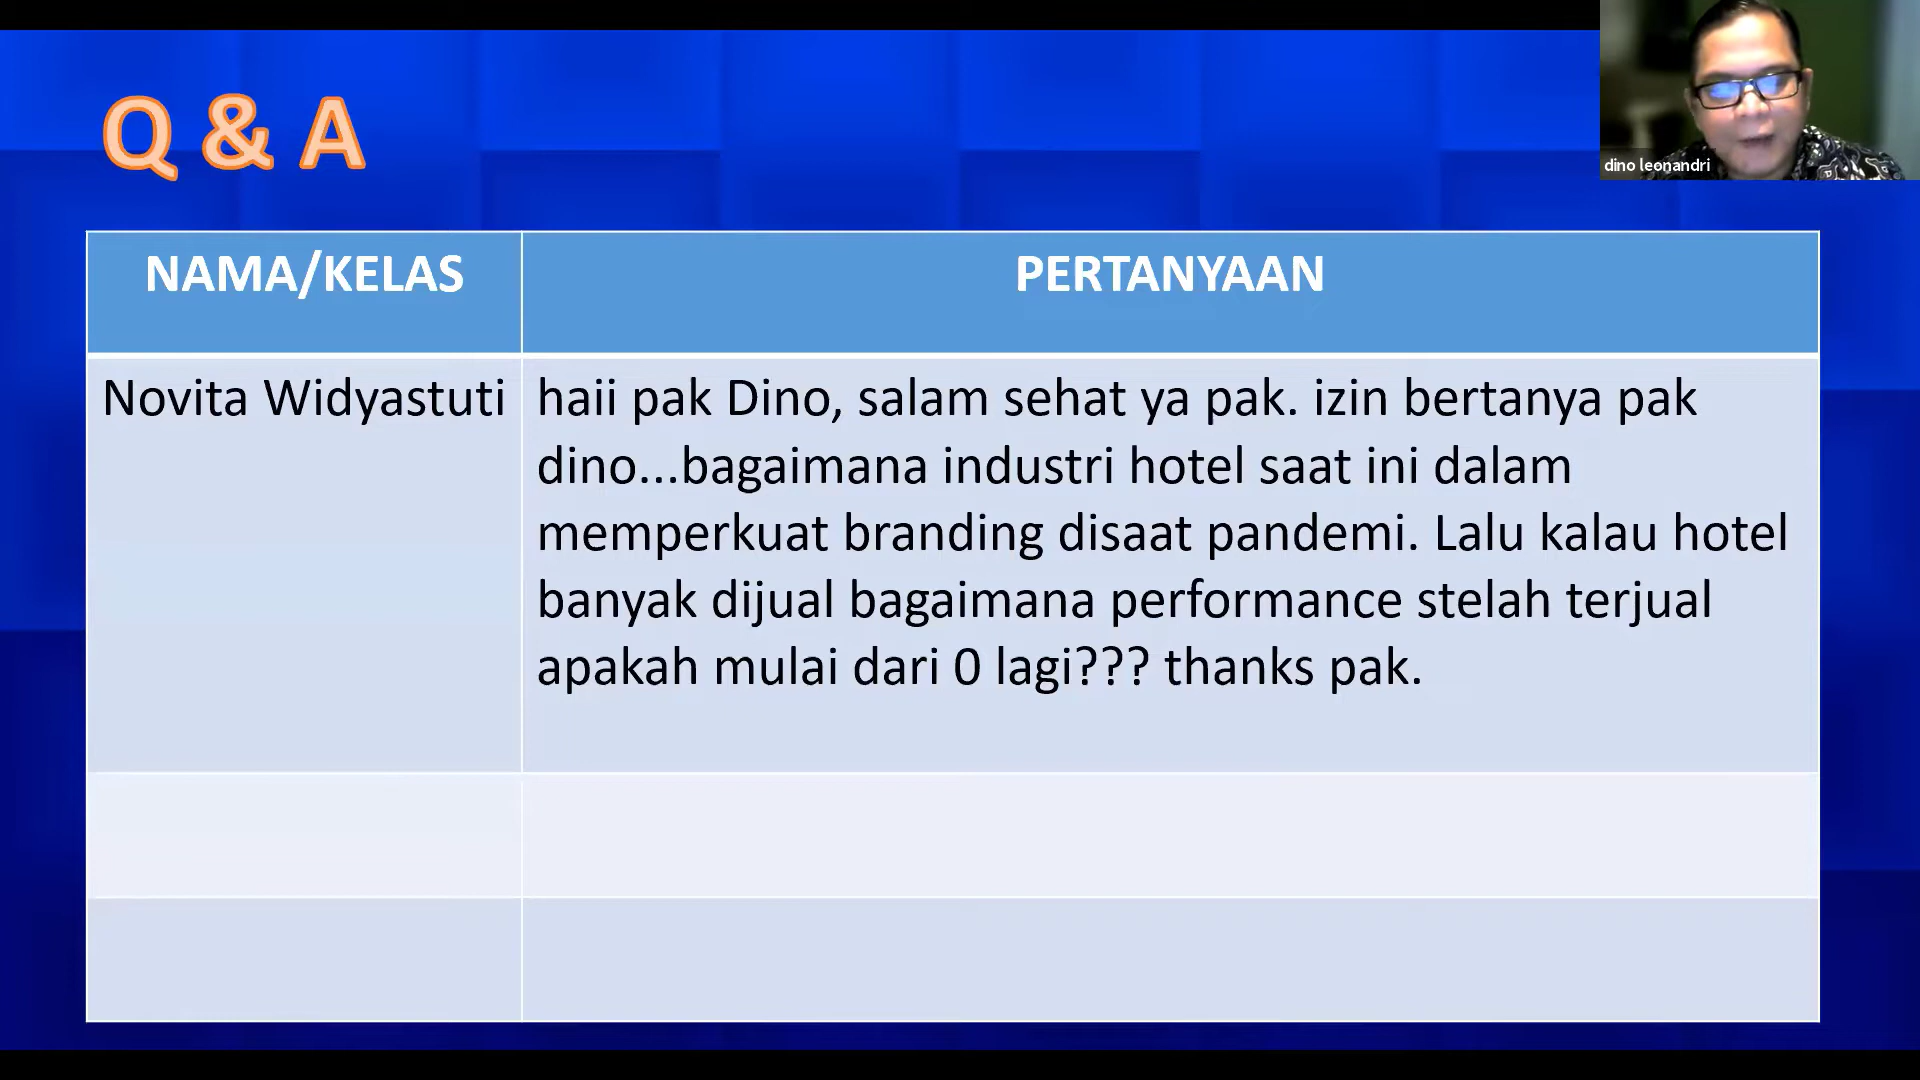 Q & A
dino leonandri
NAMA/KELAS
PERTANYAAN
Novita Widyastuti
haii pak Dino, salam sehat ya pak. izin bertanya pak
dino...bagaimana industri hotel saat ini dalam
memperkuat branding disaat pandemi. Lalu kalau hotel
banyak dijual bagaimana performance stelah terjual
apakah mulai dari 0 lagi??? thanks pak.